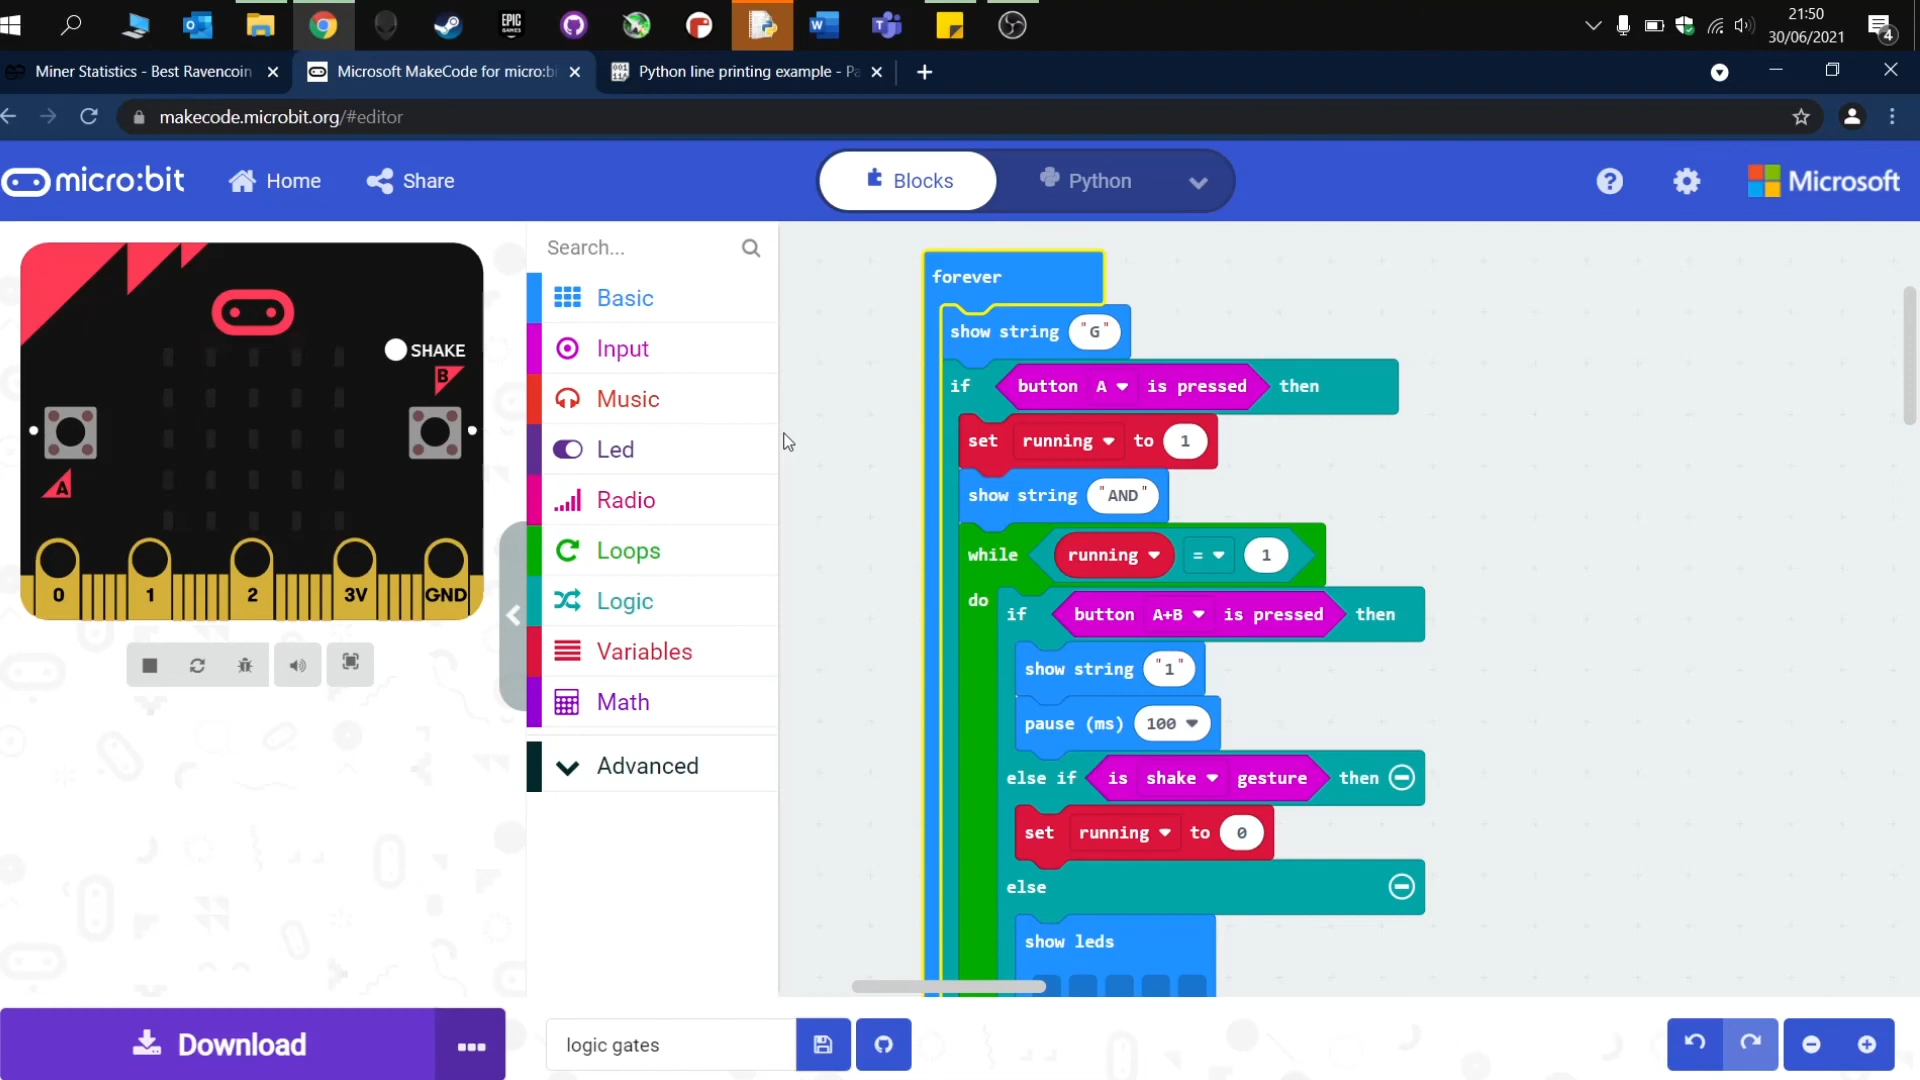 EPIC
GAMES
21:50
30/06/2021
4
Miner Statistics - Best Ravencoin
Microsoft MakeCode for micro:bi
Python line printing example - Pa
makecode.microbit.org/#editor
micro:bit
Home
Share
Blocks
Python
Microsoft
SHAKE
B
A
0
1
2
3V
GND
Search...
Basic
Input
Music
Led
Radio
Loops
Logic
Variables
Math
Advanced
forever
show string "G"
if button A is pressed then
set running to 1
show string "AND"
while running = 1
do if button A+B is pressed then
show string "1"
pause (ms) 100
else if is shake gesture then
set running to 0
else
show leds
Download
logic gates